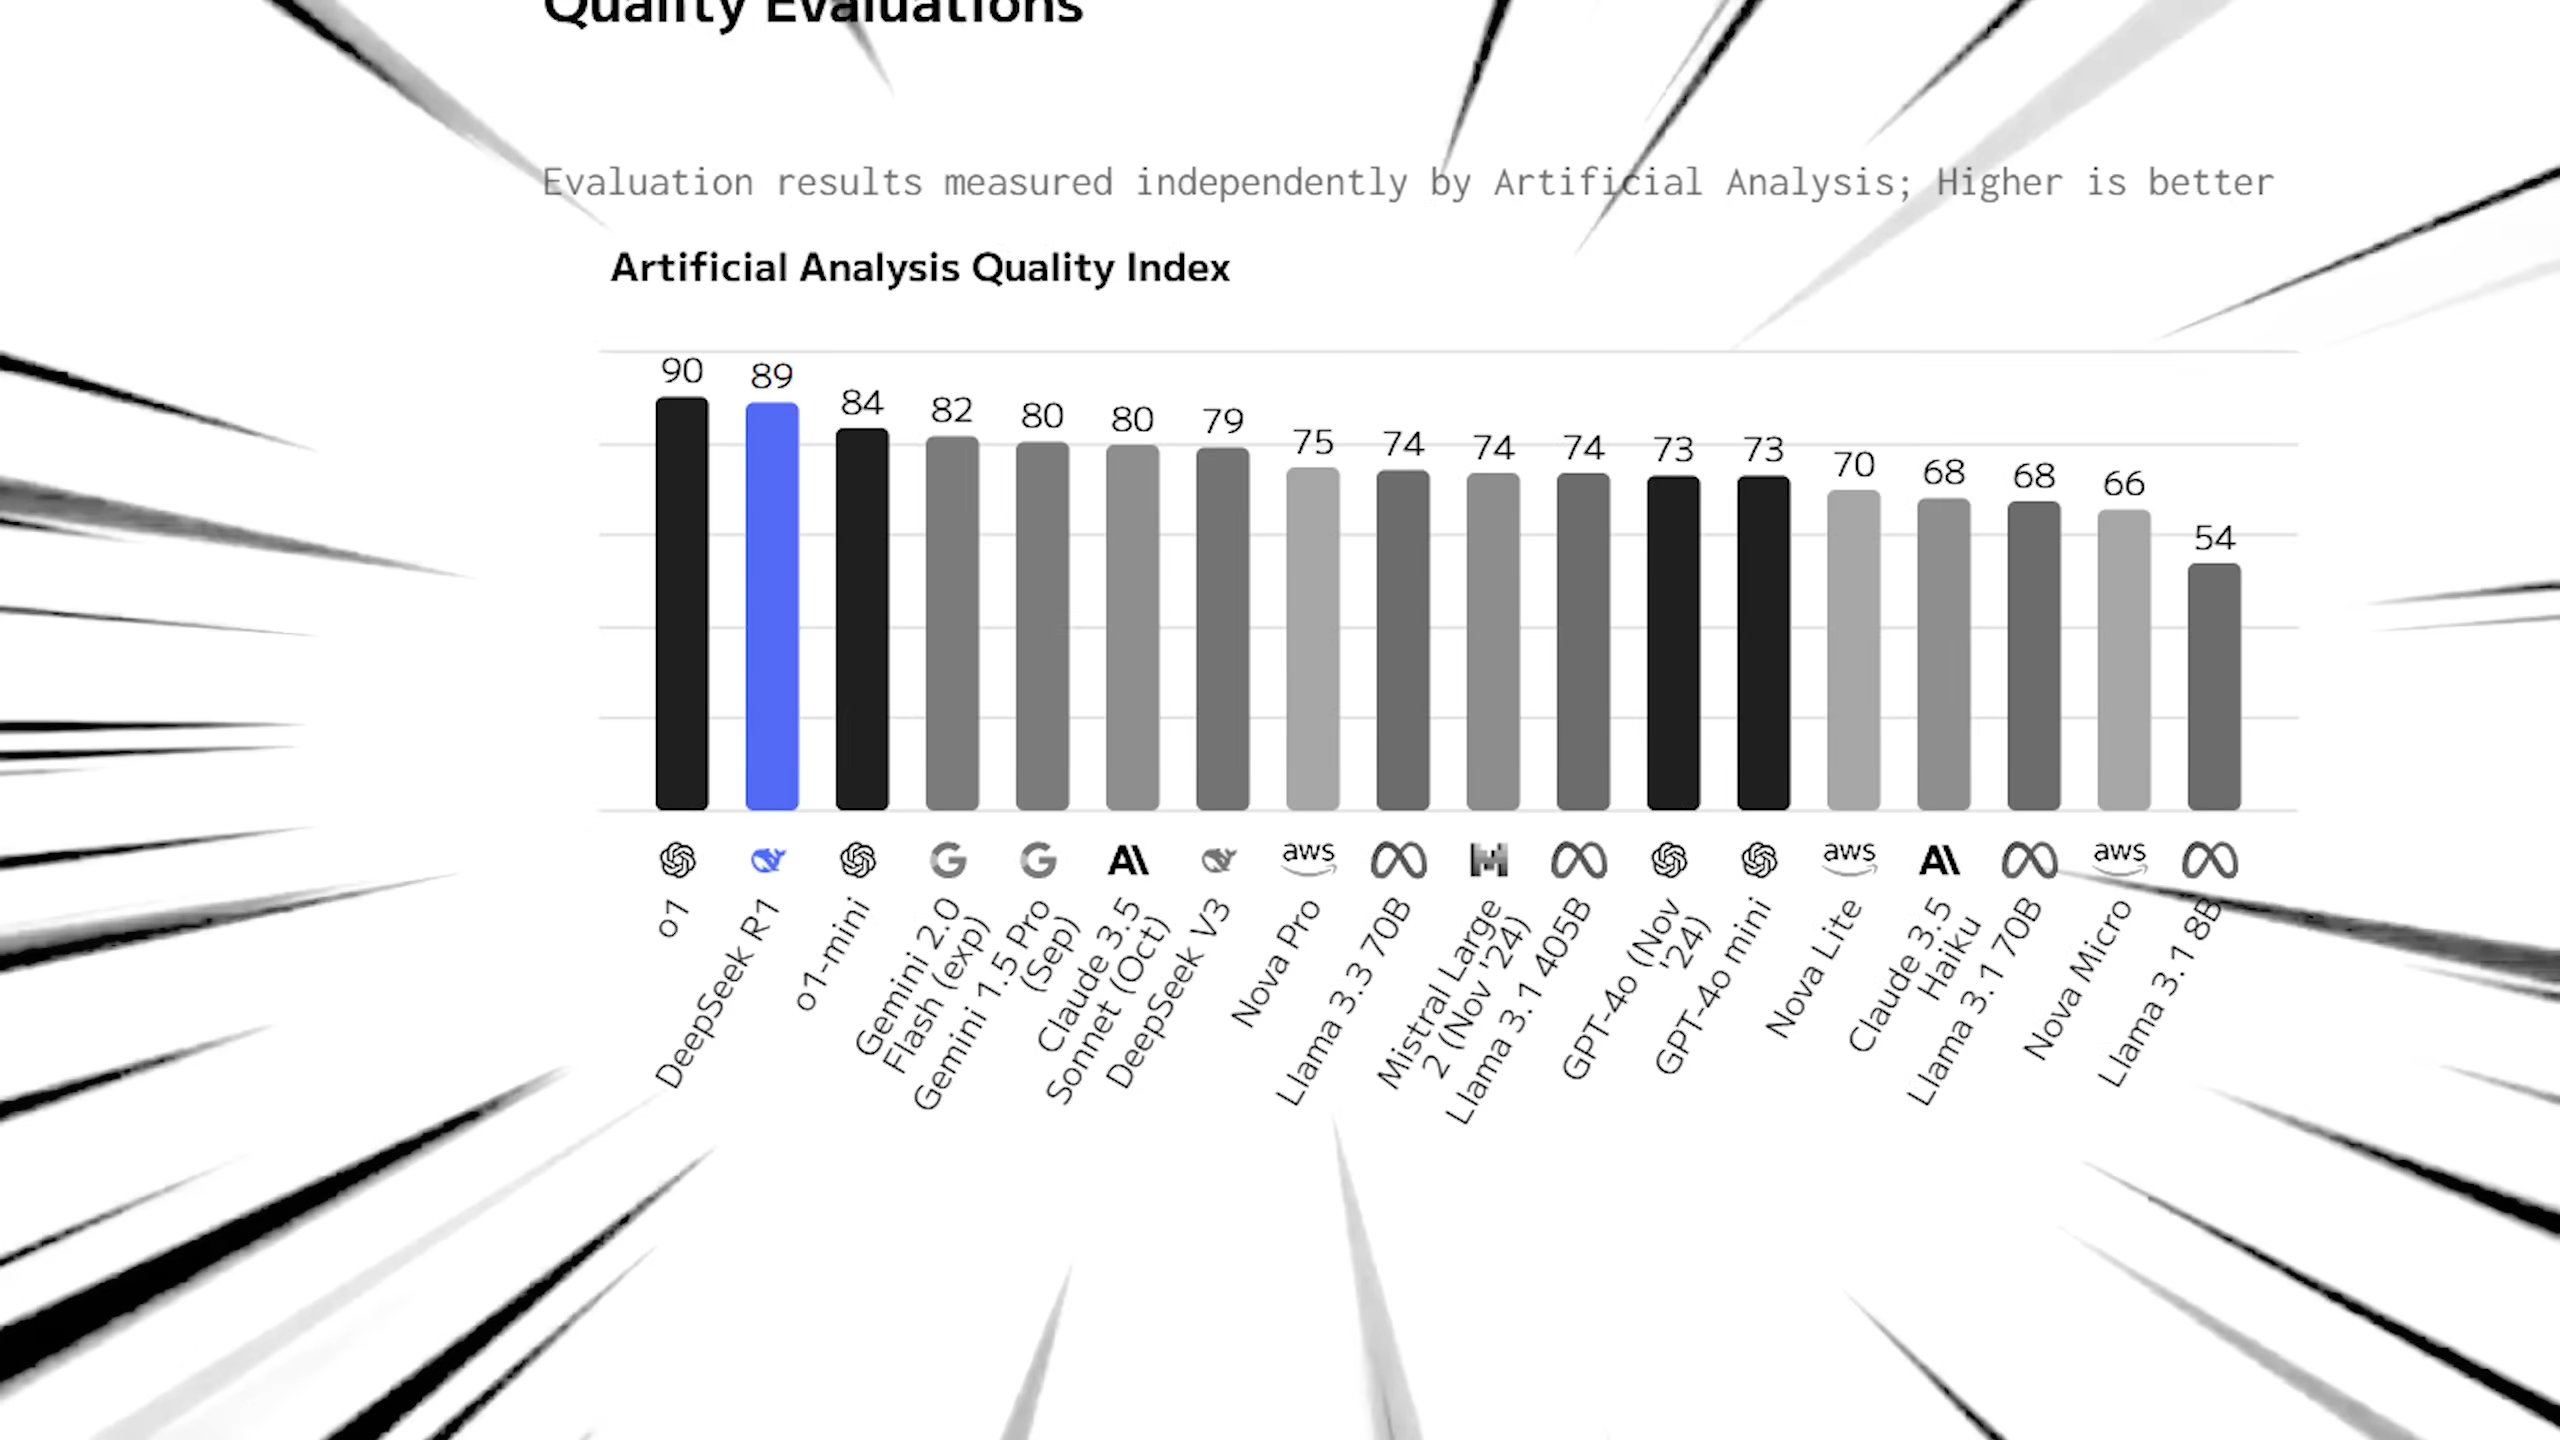 Quality Evaluations
Evaluation results measured independently by Artificial Analysis; Higher is better
Artificial Analysis Quality Index
90
89
84
82
80
80
79
75
74
74
74
73
73
70
68
68
66
54
aws
aws
aws
o1
DeepSeek R1
o1-mini
Gemini 2.0
Flash (exp)
Gemini 1.5 Pro
(Sep)
Claude 3.5
Sonnet (Oct)
DeepSeek V3
Nova Pro
Llama 3.3 70B
Mistral Large
2 (Nov '24)
Llama 3.1 405B
GPT-4o (Nov
'24)
GPT-4o mini
Nova Lite
Claude 3.5
Haiku
Llama 3.1 70B
Nova Micro
Llama 3.1 8B